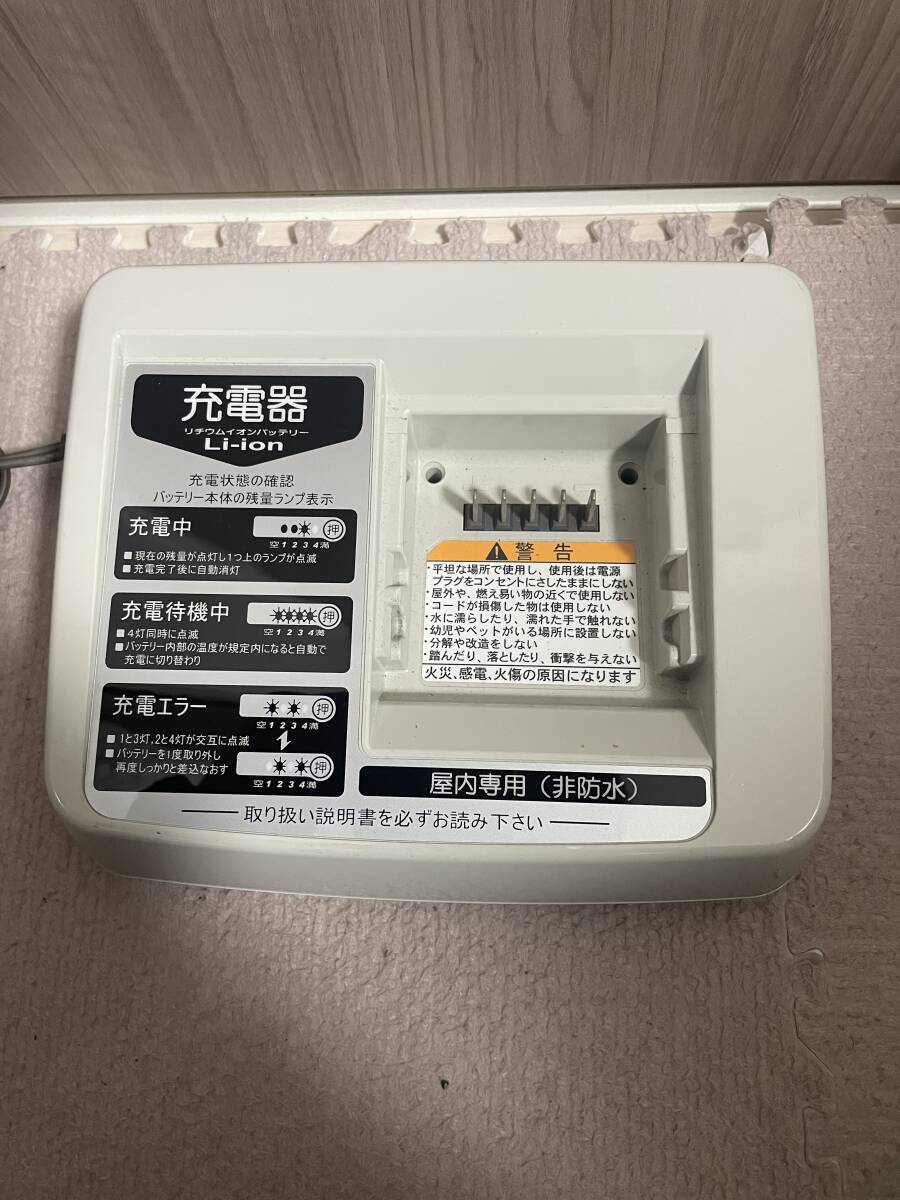 充電器
リチウムイオンバッテリー
Li-ion
充電状態の確認
バッテリー本体の残量ランプ表示
充電中
押
空 1 2 3 4 満
■現在の残量が点灯し1つ上のランプが点滅
■充電完了後に自動消灯
充電待機中
押
空 1 2 3 4 満
■4灯同時に点滅
■バッテリー内部の温度が規定内になると自動で
充電に切り替わり
充電エラー
押
空 1 2 3 4 満
■1と3灯,2と4灯が交互に点滅
■バッテリーを1度取り外し
再度しっかりと差込なおす
押
空 1 2 3 4 満
警告
・平坦な場所で使用し、使用後は電源
プラグをコンセントにさしたままにしない
・屋外や、燃え易い物の近くで使用しない
・コードが損傷した物は使用しない
・水に濡らしたり、濡れた手で触れない
・幼児やペットがいる場所に設置しない
・分解や改造をしない
・踏んだり、落としたり、衝撃を与えない
火災、感電、火傷の原因になります
屋内専用（非防水）
取り扱い説明書を必ずお読み下さい